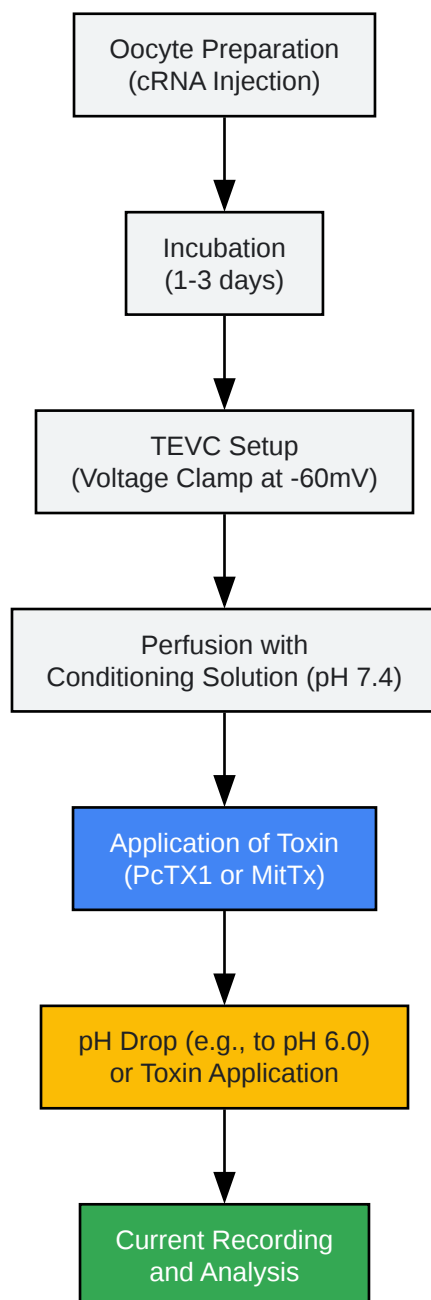 Oocyte Preparation
(cRNA Injection)
Incubation
(1-3 days)
TEVC Setup
(Voltage Clamp at -60mV)
Perfusion with
Conditioning Solution (pH 7.4)
Application of Toxin
(PcTX1 or MitTx)
pH Drop (e.g., to pH 6.0)
or Toxin Application
Current Recording
and Analysis